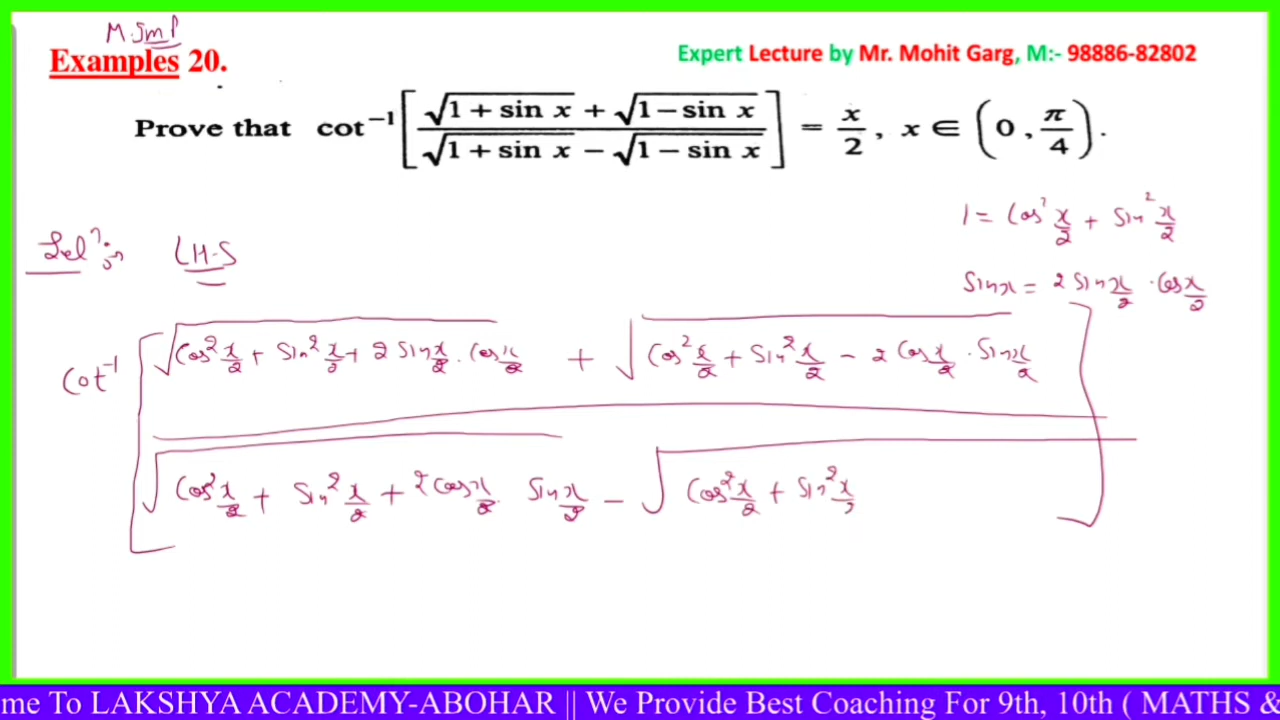 M.Imp
Examples 20.
Expert Lecture by Mr. Mohit Garg, M:- 98886-82802
Prove that cot⁻¹ [ (√(1 + sin x) + √(1 − sin x)) / (√(1 + sin x) − √(1 − sin x)) ] = x/2, x ∈ (0, π/4).
1 = Cos² x/2 + Sin² x/2
Solⁿ:→ L.H.S
Sin x = 2 Sin x/2 · Cos x/2
Cot⁻¹ [ √(Cos² x/2 + Sin² x/2 + 2 Sin x/2 · Cos x/2) + √(Cos² x/2 + Sin² x/2 − 2 Cos x/2 · Sin x/2)
√(Cos² x/2 + Sin² x/2 + 2 Cos x/2 Sin x/2) − √(Cos² x/2 + Sin² x/2 ]
me To LAKSHYA ACADEMY-ABOHAR || We Provide Best Coaching For 9th, 10th ( MATHS &